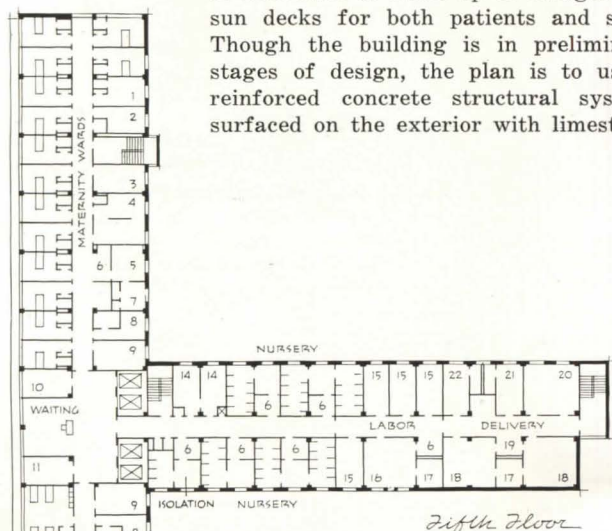 sun decks for both patients and s
Though the building is in prelimi
stages of design, the plan is to u
reinforced concrete structural sys
surfaced on the exterior with limest
1
2
MATERNITY WARDS
3
4
6
5
7
8
9
10
WAITING
11
9
NURSERY
14 14 6 6 15 15 15 22 21 20
LABOR DELIVERY
6 6 6 15 16 6 17 18 19 17 18
ISOLATION NURSERY
Fifth Floor